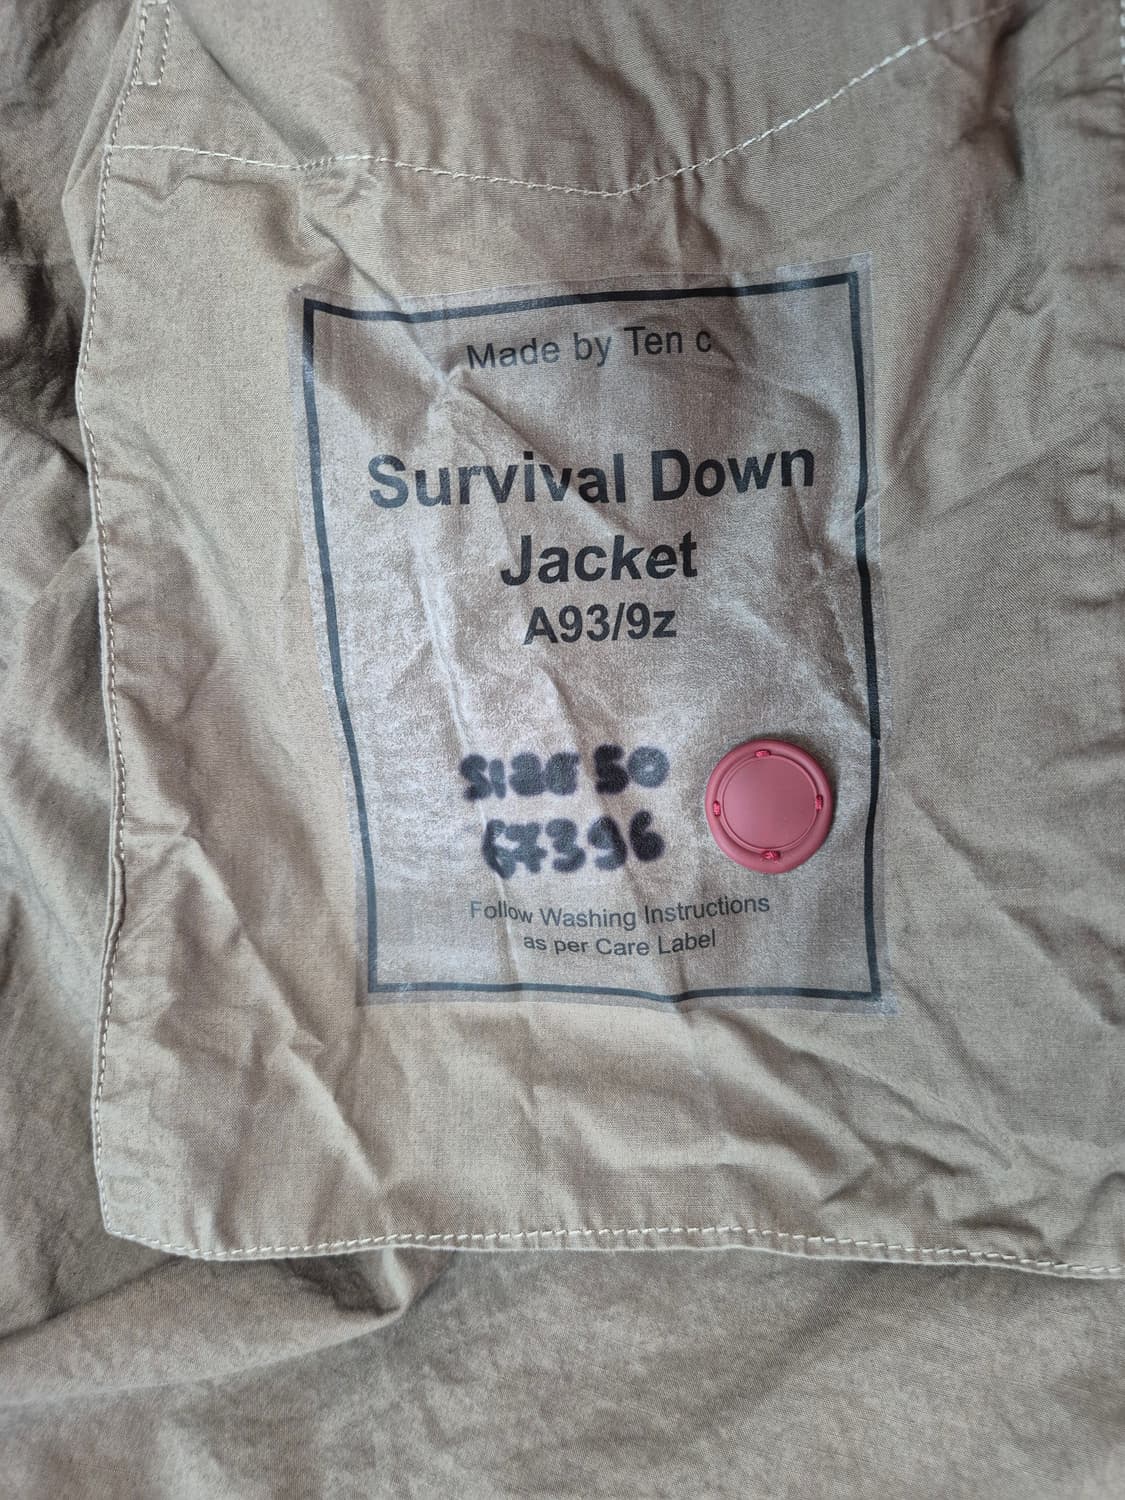 Made by Ten c
Survival Down
Jacket
A93/9z
SIZE 50
67396
Follow Washing Instructions
as per Care Label